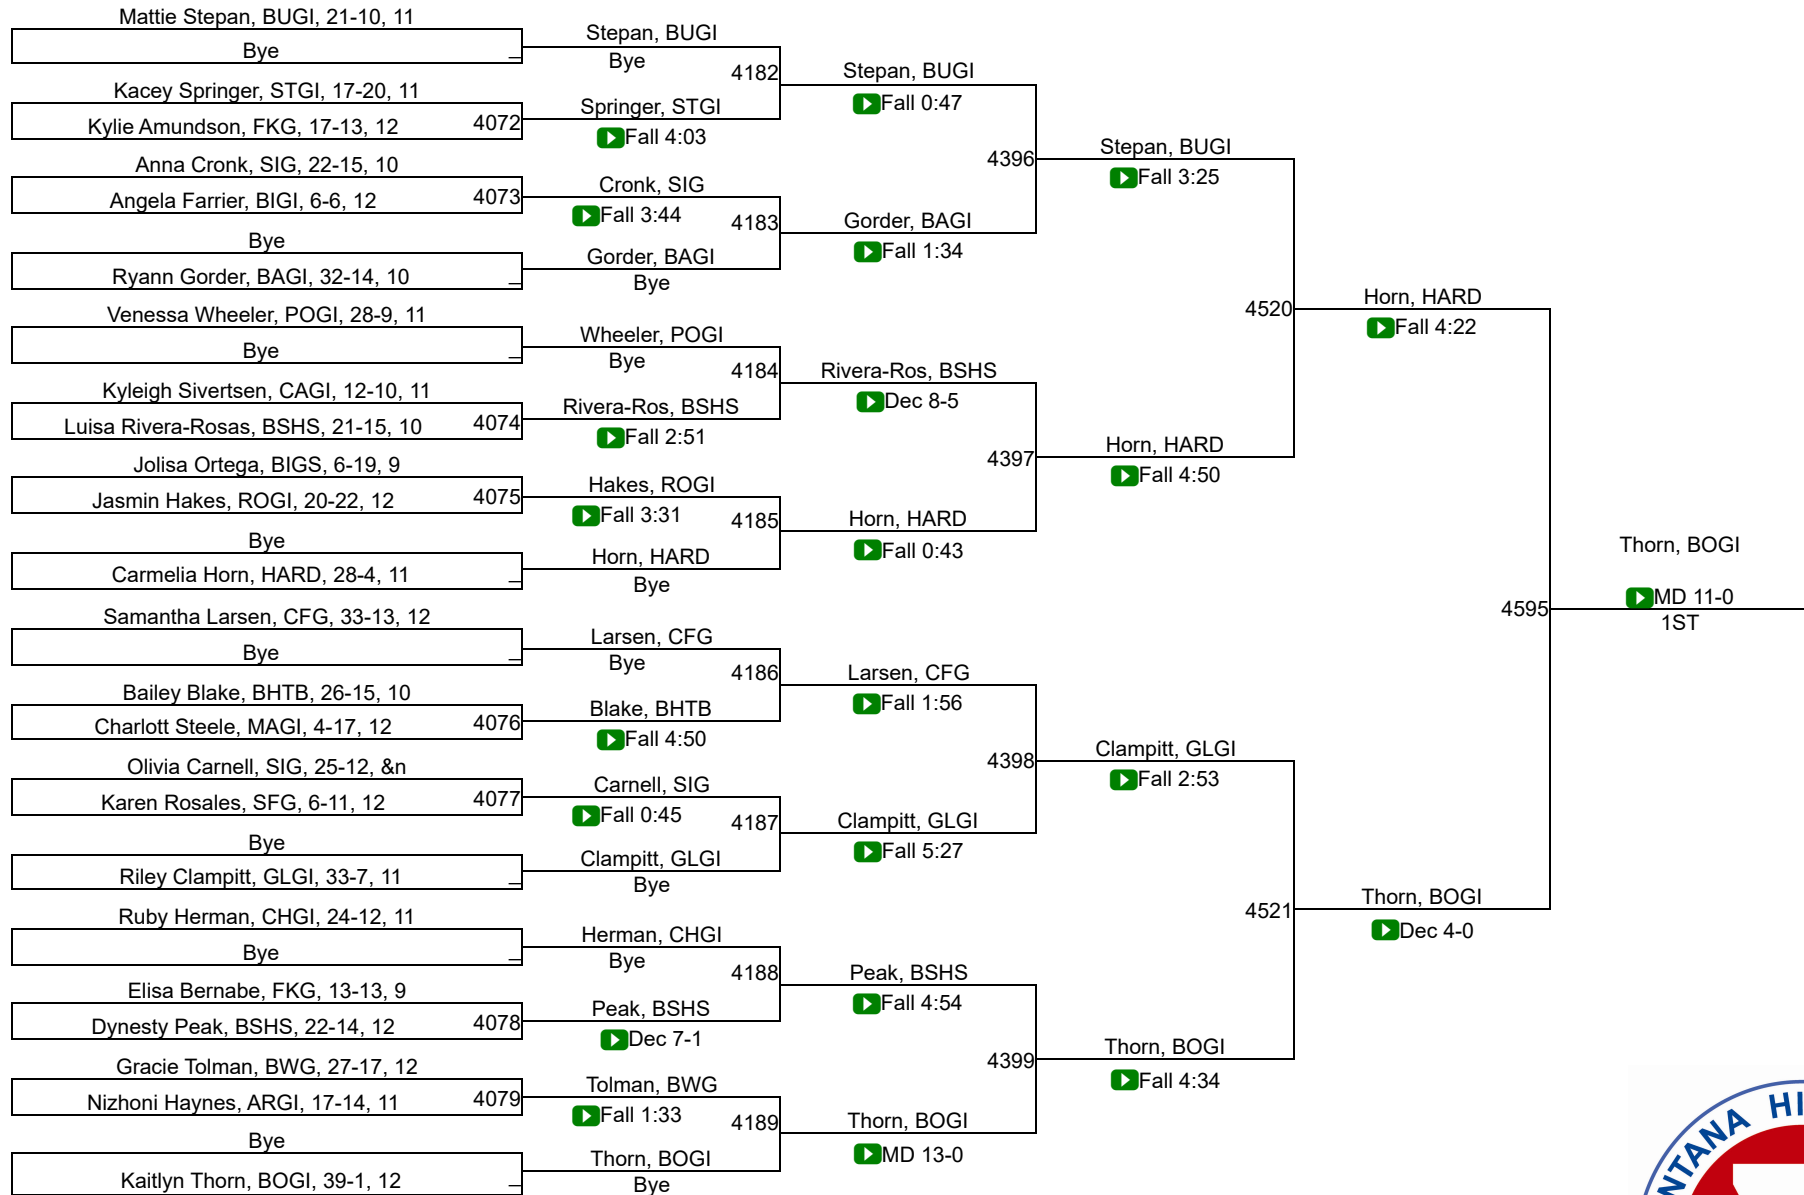 Mattie Stepan, BUGI, 21-10, 11
Bye
Kacey Springer, STGI, 17-20, 11
Kylie Amundson, FKG, 17-13, 12
4072
Anna Cronk, SIG, 22-15, 10
Angela Farrier, BIGI, 6-6, 12
4073
Bye
Ryann Gorder, BAGI, 32-14, 10
Venessa Wheeler, POGI, 28-9, 11
Bye
Kyleigh Sivertsen, CAGI, 12-10, 11
Luisa Rivera-Rosas, BSHS, 21-15, 10
4074
Jolisa Ortega, BIGS, 6-19, 9
Jasmin Hakes, ROGI, 20-22, 12
4075
Bye
Carmelia Horn, HARD, 28-4, 11
Samantha Larsen, CFG, 33-13, 12
Bye
Bailey Blake, BHTB, 26-15, 10
Charlott Steele, MAGI, 4-17, 12
4076
Olivia Carnell, SIG, 25-12, &n
Karen Rosales, SFG, 6-11, 12
4077
Bye
Riley Clampitt, GLGI, 33-7, 11
Ruby Herman, CHGI, 24-12, 11
Bye
Elisa Bernabe, FKG, 13-13, 9
Dynesty Peak, BSHS, 22-14, 12
4078
Gracie Tolman, BWG, 27-17, 12
Nizhoni Haynes, ARGI, 17-14, 11
4079
Bye
Kaitlyn Thorn, BOGI, 39-1, 12
Stepan, BUGI
Bye
4182
Springer, STGI
Fall 4:03
Cronk, SIG
Fall 3:44
4183
Gorder, BAGI
Bye
Wheeler, POGI
Bye
4184
Rivera-Ros, BSHS
Fall 2:51
Hakes, ROGI
Fall 3:31
4185
Horn, HARD
Bye
Larsen, CFG
Bye
4186
Blake, BHTB
Fall 4:50
Carnell, SIG
Fall 0:45
4187
Clampitt, GLGI
Bye
Herman, CHGI
Bye
4188
Peak, BSHS
Dec 7-1
Tolman, BWG
Fall 1:33
4189
Thorn, BOGI
Bye
Stepan, BUGI
Fall 0:47
4396
Gorder, BAGI
Fall 1:34
Rivera-Ros, BSHS
Dec 8-5
4397
Horn, HARD
Fall 0:43
Larsen, CFG
Fall 1:56
4398
Clampitt, GLGI
Fall 5:27
Peak, BSHS
Fall 4:54
4399
Thorn, BOGI
MD 13-0
Stepan, BUGI
Fall 3:25
4520
Horn, HARD
Fall 4:50
Clampitt, GLGI
Fall 2:53
4521
Thorn, BOGI
Fall 4:34
Horn, HARD
Fall 4:22
4595
Thorn, BOGI
Dec 4-0
Thorn, BOGI
MD 11-0
1ST
NTANA HI